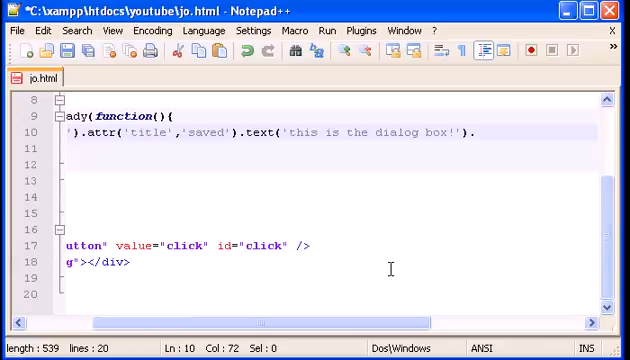 *C:\xampp\htdocs\youtube\jo.html - Notepad++
File Edit Search View Encoding Language Settings Macro Run Plugins Window ? X
jo.html
8
9 ady(function(){
10 ').attr('title','saved').text('this is the dialog box!').
11
12
13
14
15
16
17 utton" value="click" id="click" />
18 g"></div>
19
20
length : 539 lines : 20 Ln : 10 Col : 72 Sel : 0 Dos\Windows ANSI INS